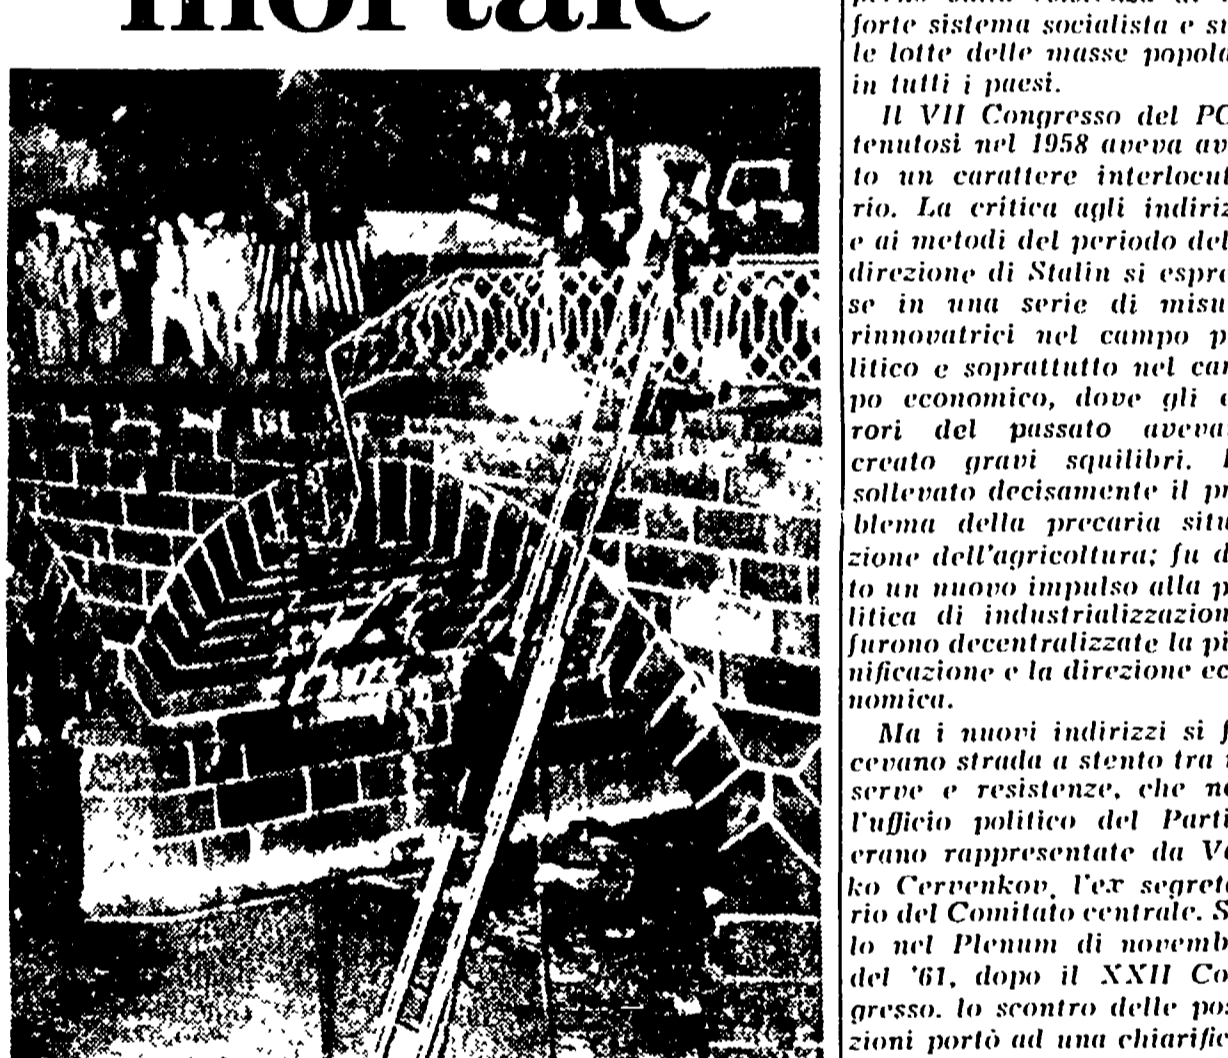 mortale
forte sistema socialista e su
le lotte delle masse popola
in tutti i paesi.
Il VII Congresso del PC
tenutosi nel 1958 aveva av
to un carattere interlocut
rio. La critica agli indiriz
e ai metodi del periodo del
direzione di Stalin si espre
se in una serie di misu
rinnovatrici nel campo p
litico e soprattutto nel cam
po economico, dove gli e
rori del passato aveva
creato gravi squilibri.
sollevato decisamente il pr
blema della precaria situ
zione dell'agricoltura; fu d
to un nuovo impulso alla p
litica di industrializzazion
furono decentralizzate la pi
nificazione e la direzione ec
nomica.
Ma i nuovi indirizzi si f
cevano strada a stento tra r
serve e resistenze, che ne
l'ufficio politico del Parti
erano rappresentate da V
ko Cervenkov, l'ex segreta
rio del Comitato centrale. S
lo nel Plenum di novemb
del '61, dopo il XXII Co
gresso, lo scontro delle pos
zioni portò ad una chiarific